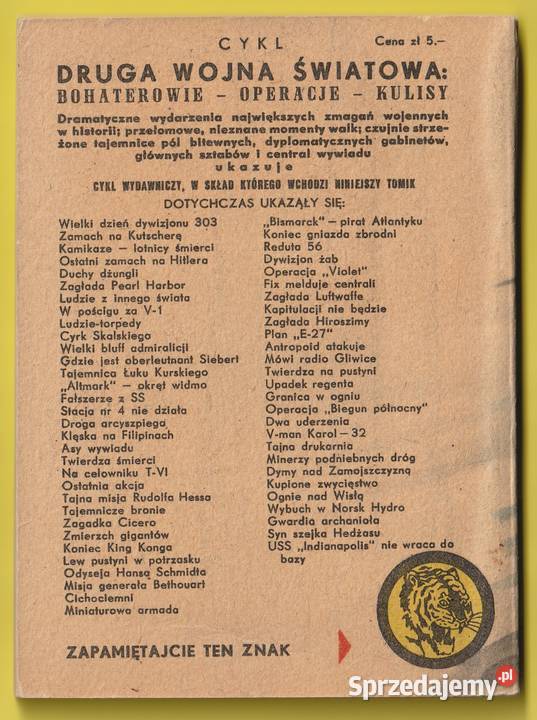 CYKL
Cena zł 5.–
DRUGA WOJNA ŚWIATOWA:
BOHATEROWIE – OPERACJE – KULISY
Dramatyczne wydarzenia największych zmagań wojennych
w historii; przełomowe, nieznane momenty walk; czujnie strze-
żone tajemnice pól bitewnych, dyplomatycznych gabinetów,
głównych sztabów i central wywiadu
ukazuje
CYKL WYDAWNICZY, W SKŁAD KTÓREGO WCHODZI NINIEJSZY TOMIK
DOTYCHCZAS UKAZAŁY SIĘ:
Wielki dzień dywizjonu 303
Zamach na Kutscherę
Kamikaze – lotnicy śmierci
Ostatni zamach na Hitlera
Duchy dżungli
Zagłada Pearl Harbor
Ludzie z innego świata
W pościgu za V-1
Ludzie-torpedy
Cyrk Skalskiego
Wielki bluff admiralicji
Gdzie jest oberleutnant Siebert
Tajemnica Łuku Kurskiego
„Altmark" – okręt widmo
Fałszerze z SS
Stacja nr 4 nie działa
Droga arcyszpiega
Klęska na Filipinach
Asy wywiadu
Twierdza śmierci
Na celowniku T-VI
Ostatnia akcja
Tajna misja Rudolfa Hessa
Tajemnicze bronie
Zagadka Cicero
Zmierzch gigantów
Koniec King Konga
Lew pustyni w potrzasku
Odyseja Hansa Schmidta
Misja generała Bethouart
Cichociemni
Miniaturowa armada
„Bismarck" – pirat Atlantyku
Koniec gniazda zbrodni
Reduta 56
Dywizjon żab
Operacja „Violet"
Fix melduje centrali
Zagłada Luftwaffe
Kapitulacji nie będzie
Zagłada Hiroszimy
Plan „E-27"
Antropoid atakuje
Mówi radio Gliwice
Twierdza na pustyni
Upadek regenta
Granica w ogniu
Operacja „Biegun północny"
Dwa uderzenia
V-man Karol – 32
Tajna drukarnia
Minerzy podniebnych dróg
Dymy nad Zamojszczyzną
Kupione zwycięstwo
Ognie nad Wisłą
Wybuch w Norsk Hydro
Gwardia archanioła
Syn szejka Hedżasu
USS „Indianapolis" nie wraca do
bazy
ZAPAMIĘTAJCIE TEN ZNAK
Sprzedajemy.pl